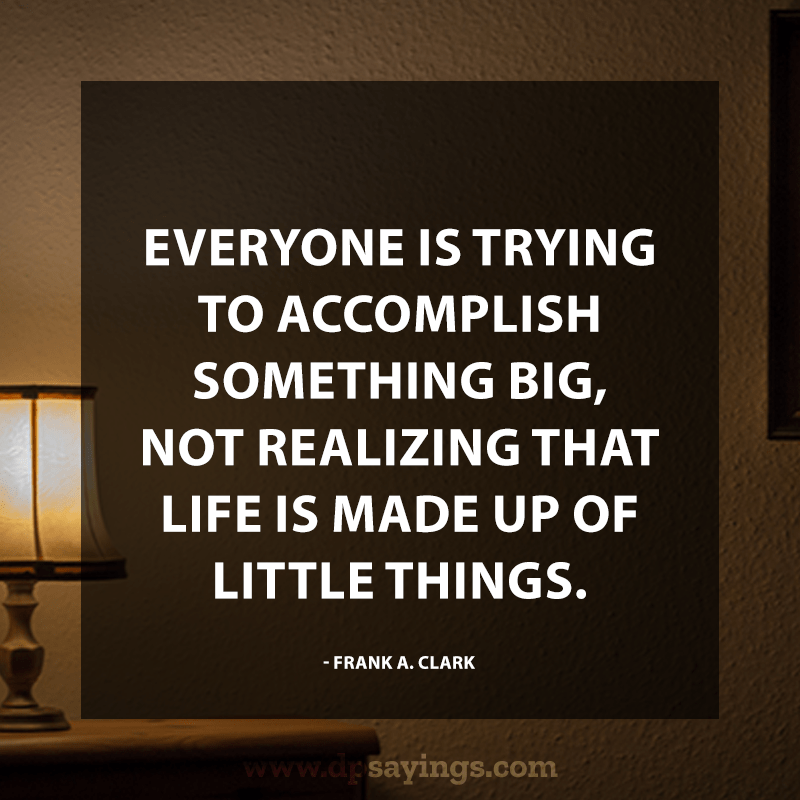 EVERYONE IS TRYING
TO ACCOMPLISH
SOMETHING BIG,
NOT REALIZING THAT
LIFE IS MADE UP OF
LITTLE THINGS.
- FRANK A. CLARK
www.dpsayings.com